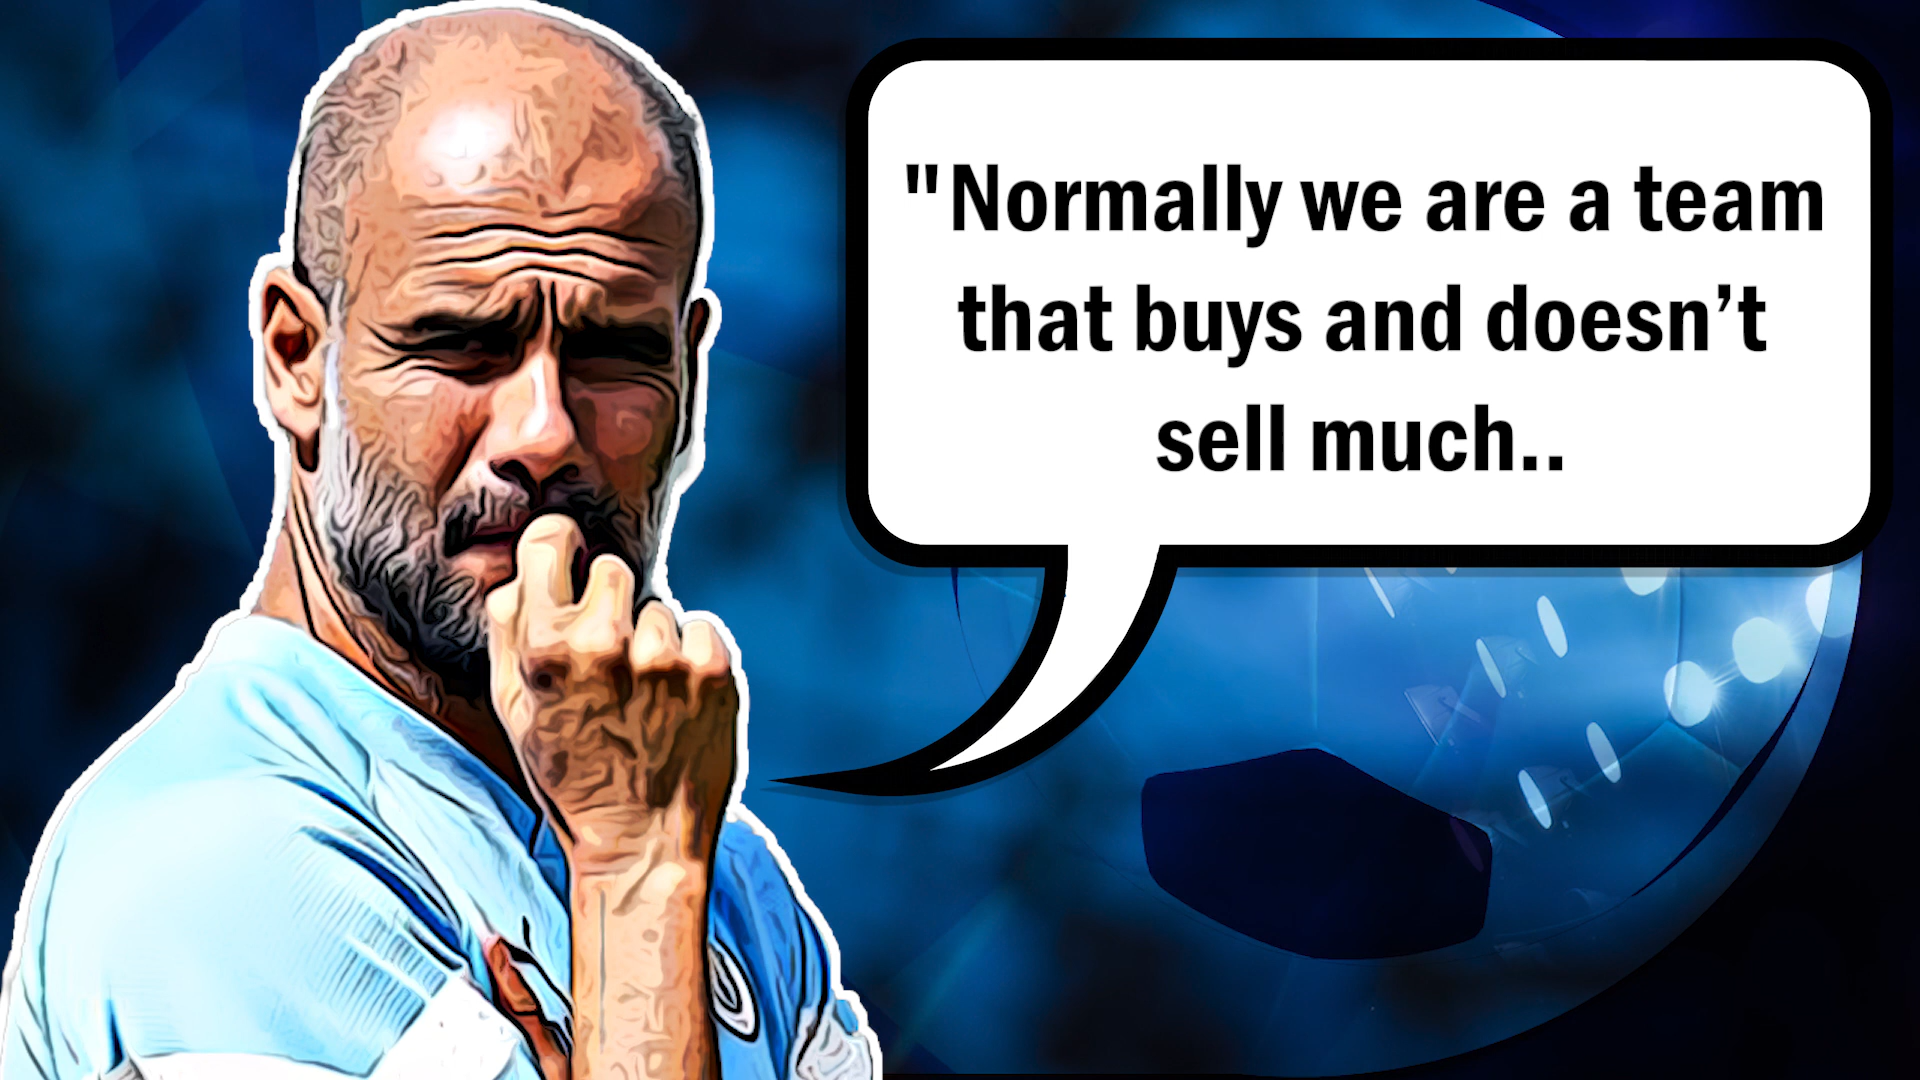 "Normally we are a team
that buys and doesn’t
sell much..